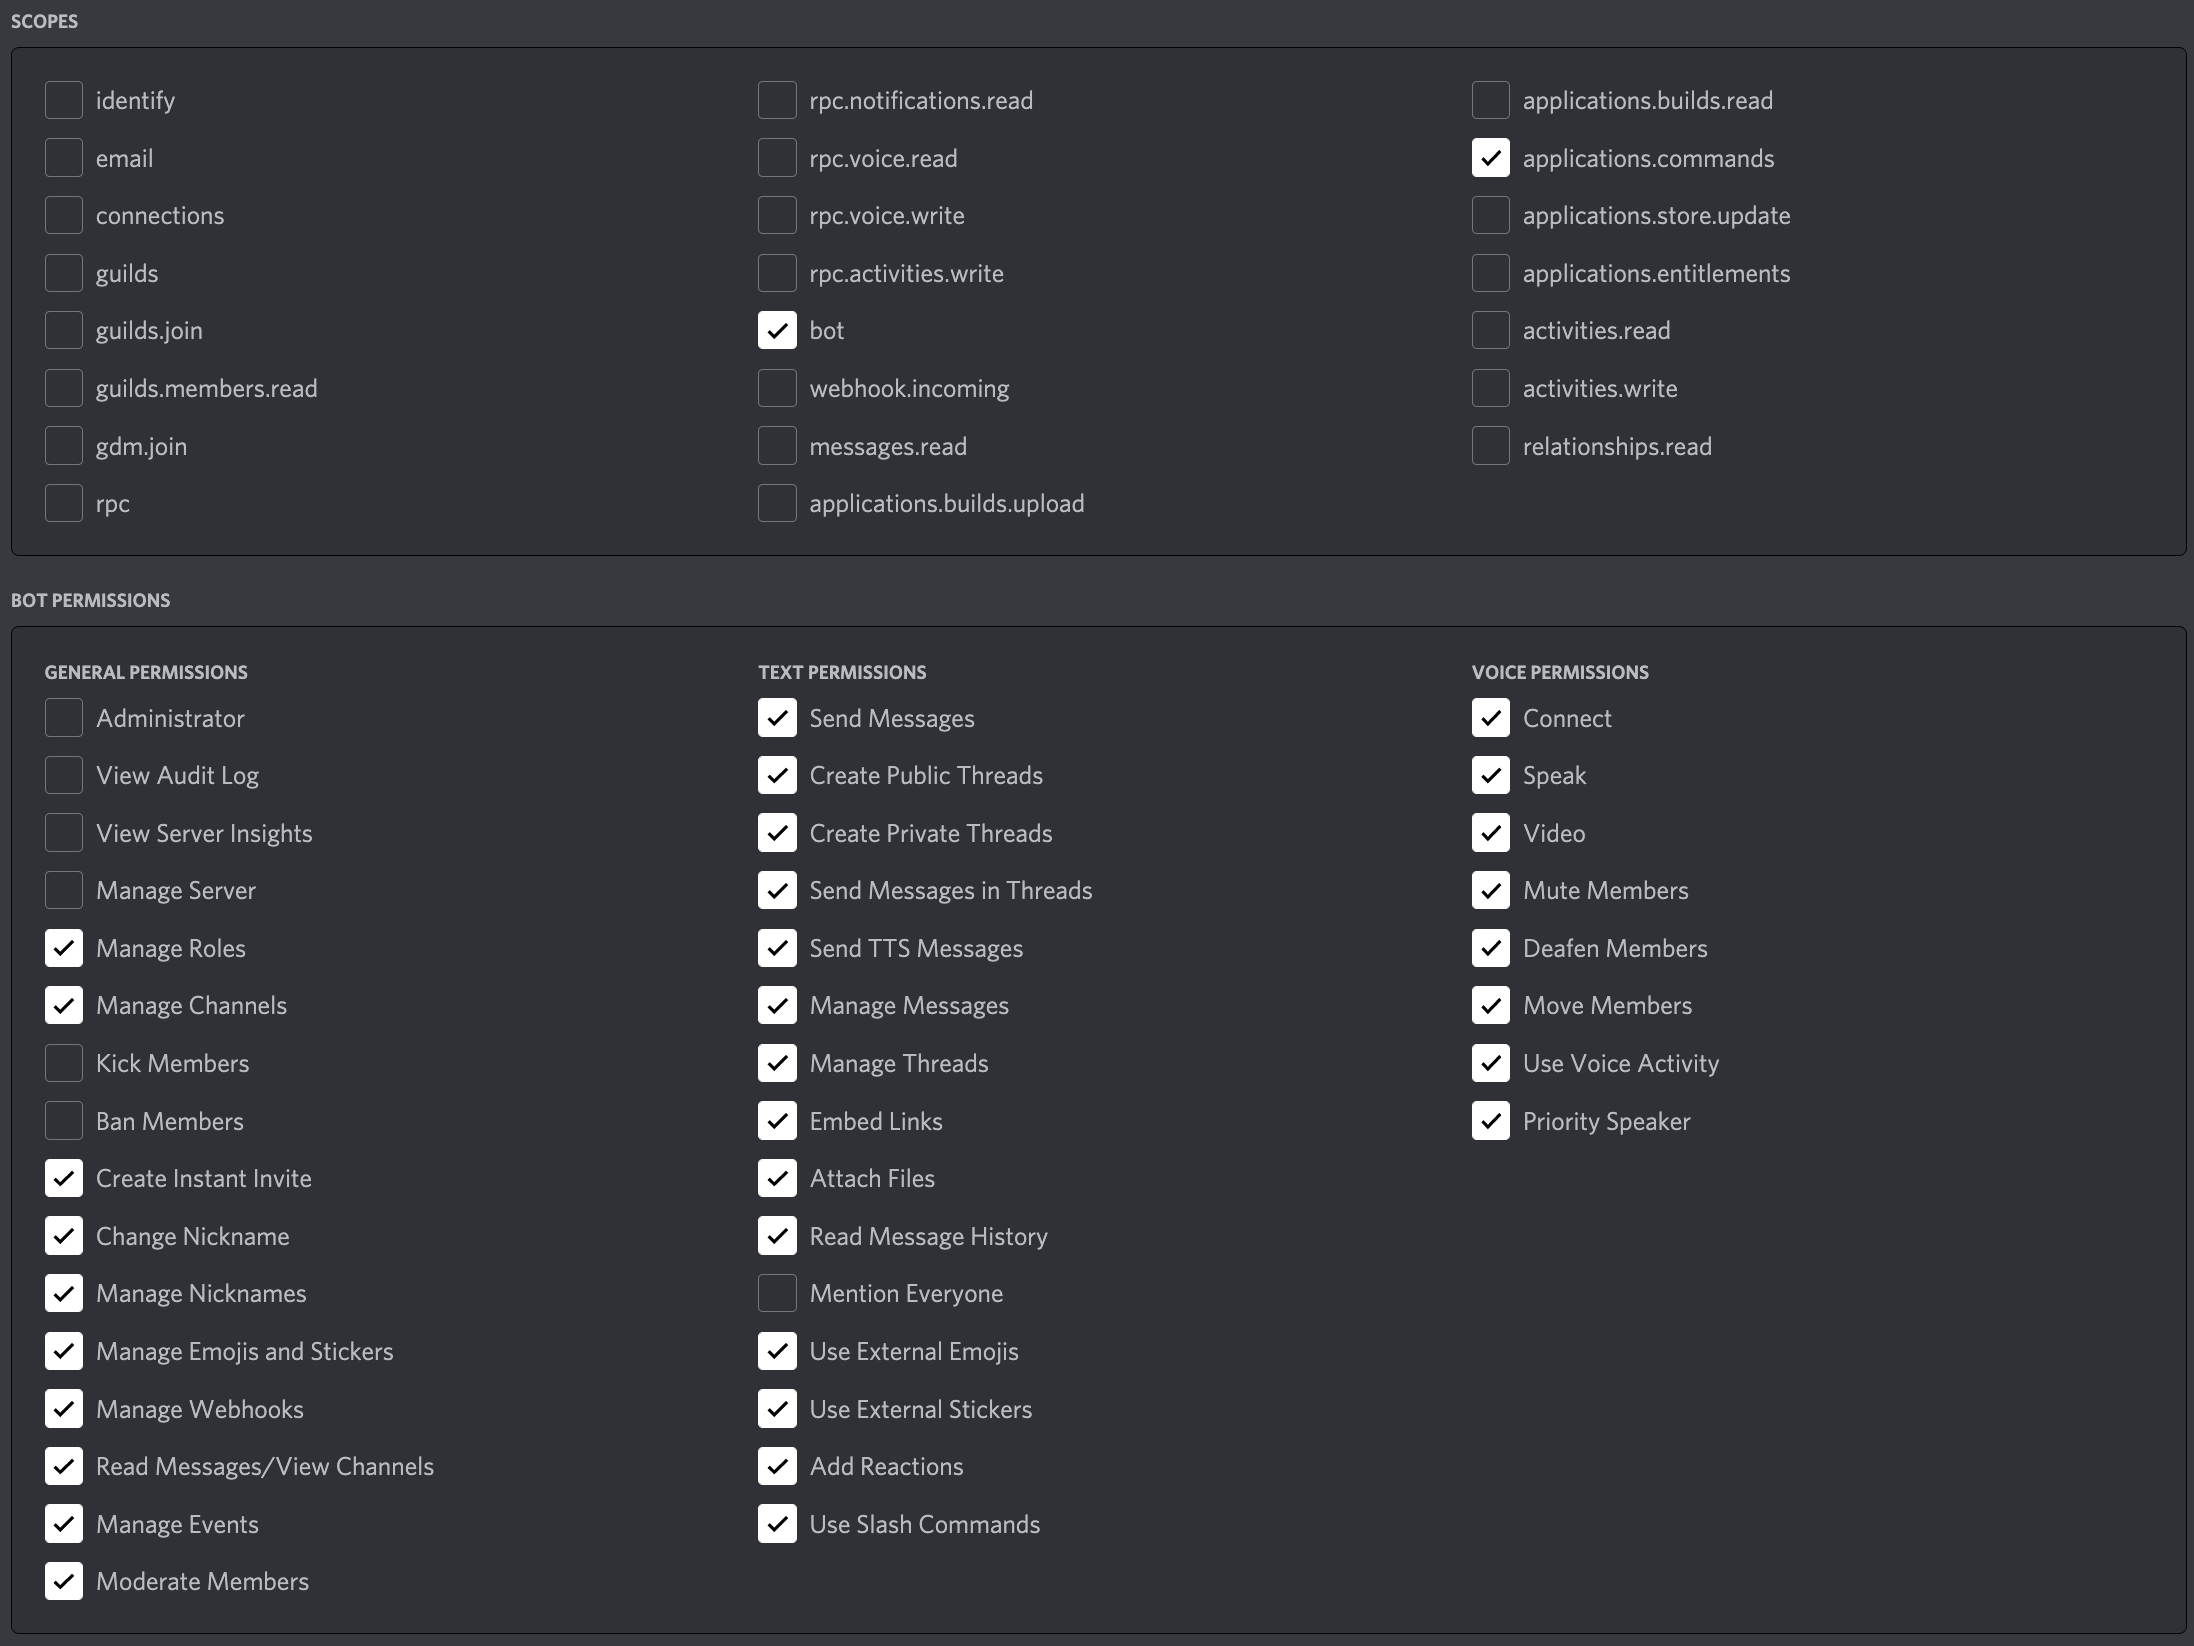 SCOPES
identify
email
connections
guilds
guilds.join
guilds.members.read
gdm.join
rpc
rpc.notifications.read
rpc.voice.read
rpc.voice.write
rpc.activities.write
bot
webhook.incoming
messages.read
applications.builds.upload
applications.builds.read
applications.commands
applications.store.update
applications.entitlements
activities.read
activities.write
relationships.read
BOT PERMISSIONS
GENERAL PERMISSIONS
Administrator
View Audit Log
View Server Insights
Manage Server
Manage Roles
Manage Channels
Kick Members
Ban Members
Create Instant Invite
Change Nickname
Manage Nicknames
Manage Emojis and Stickers
Manage Webhooks
Read Messages/View Channels
Manage Events
Moderate Members
TEXT PERMISSIONS
Send Messages
Create Public Threads
Create Private Threads
Send Messages in Threads
Send TTS Messages
Manage Messages
Manage Threads
Embed Links
Attach Files
Read Message History
Mention Everyone
Use External Emojis
Use External Stickers
Add Reactions
Use Slash Commands
VOICE PERMISSIONS
Connect
Speak
Video
Mute Members
Deafen Members
Move Members
Use Voice Activity
Priority Speaker